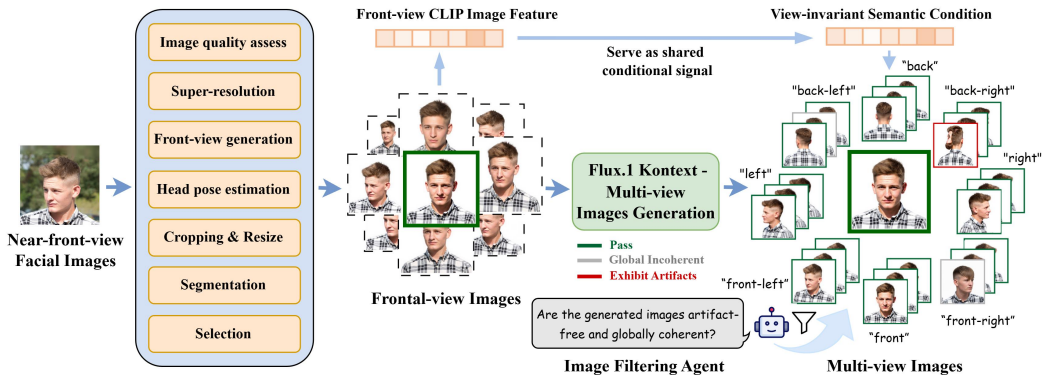 Image quality assess
Super-resolution
Front-view generation
Head pose estimation
Cropping & Resize
Segmentation
Selection
Near-front-view
Facial Images
Front-view CLIP Image Feature
Serve as shared
conditional signal
View-invariant Semantic Condition
Frontal-view Images
Flux.1 Kontext -
Multi-view
Images Generation
Pass
Global Incoherent
Exhibit Artifacts
Are the generated images artifact-
free and globally coherent?
Image Filtering Agent
"back"
"back-left"
"back-right"
"left"
"right"
"front-left"
"front-right"
"front"
Multi-view Images